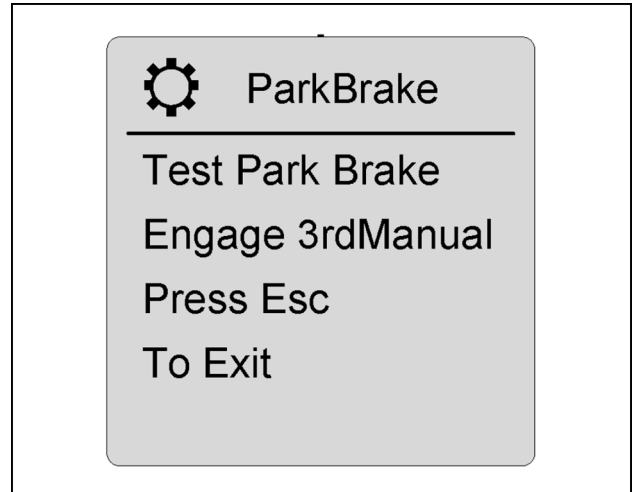 ParkBrake
Test Park Brake
Engage 3rdManual
Press Esc
To Exit